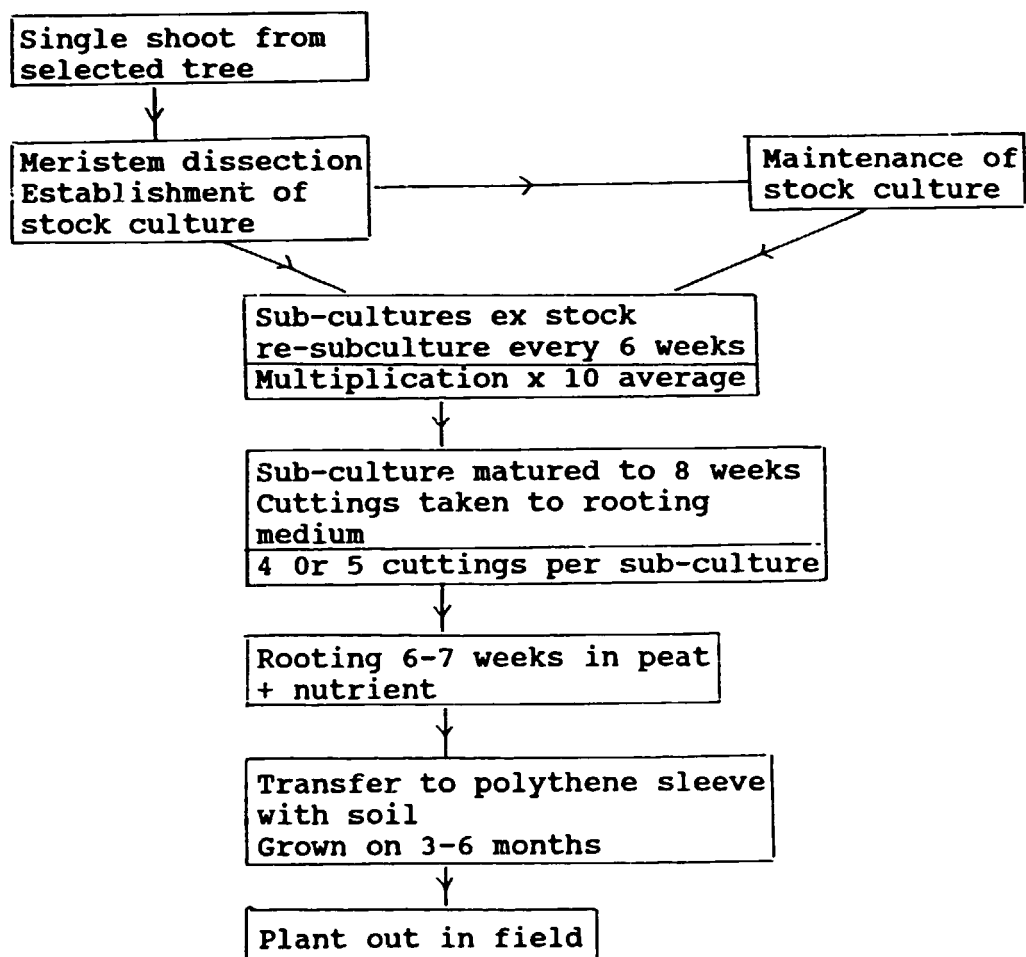 Single shoot from
selected tree
Meristem dissection
Establishment of
stock culture
Maintenance of
stock culture
Sub-cultures ex stock
re-subculture every 6 weeks
Multiplication x 10 average
Sub-culture matured to 8 weeks
Cuttings taken to rooting
medium
4 Or 5 cuttings per sub-culture
Rooting 6-7 weeks in peat
+ nutrient
Transfer to polythene sleeve
with soil
Grown on 3-6 months
Plant out in field